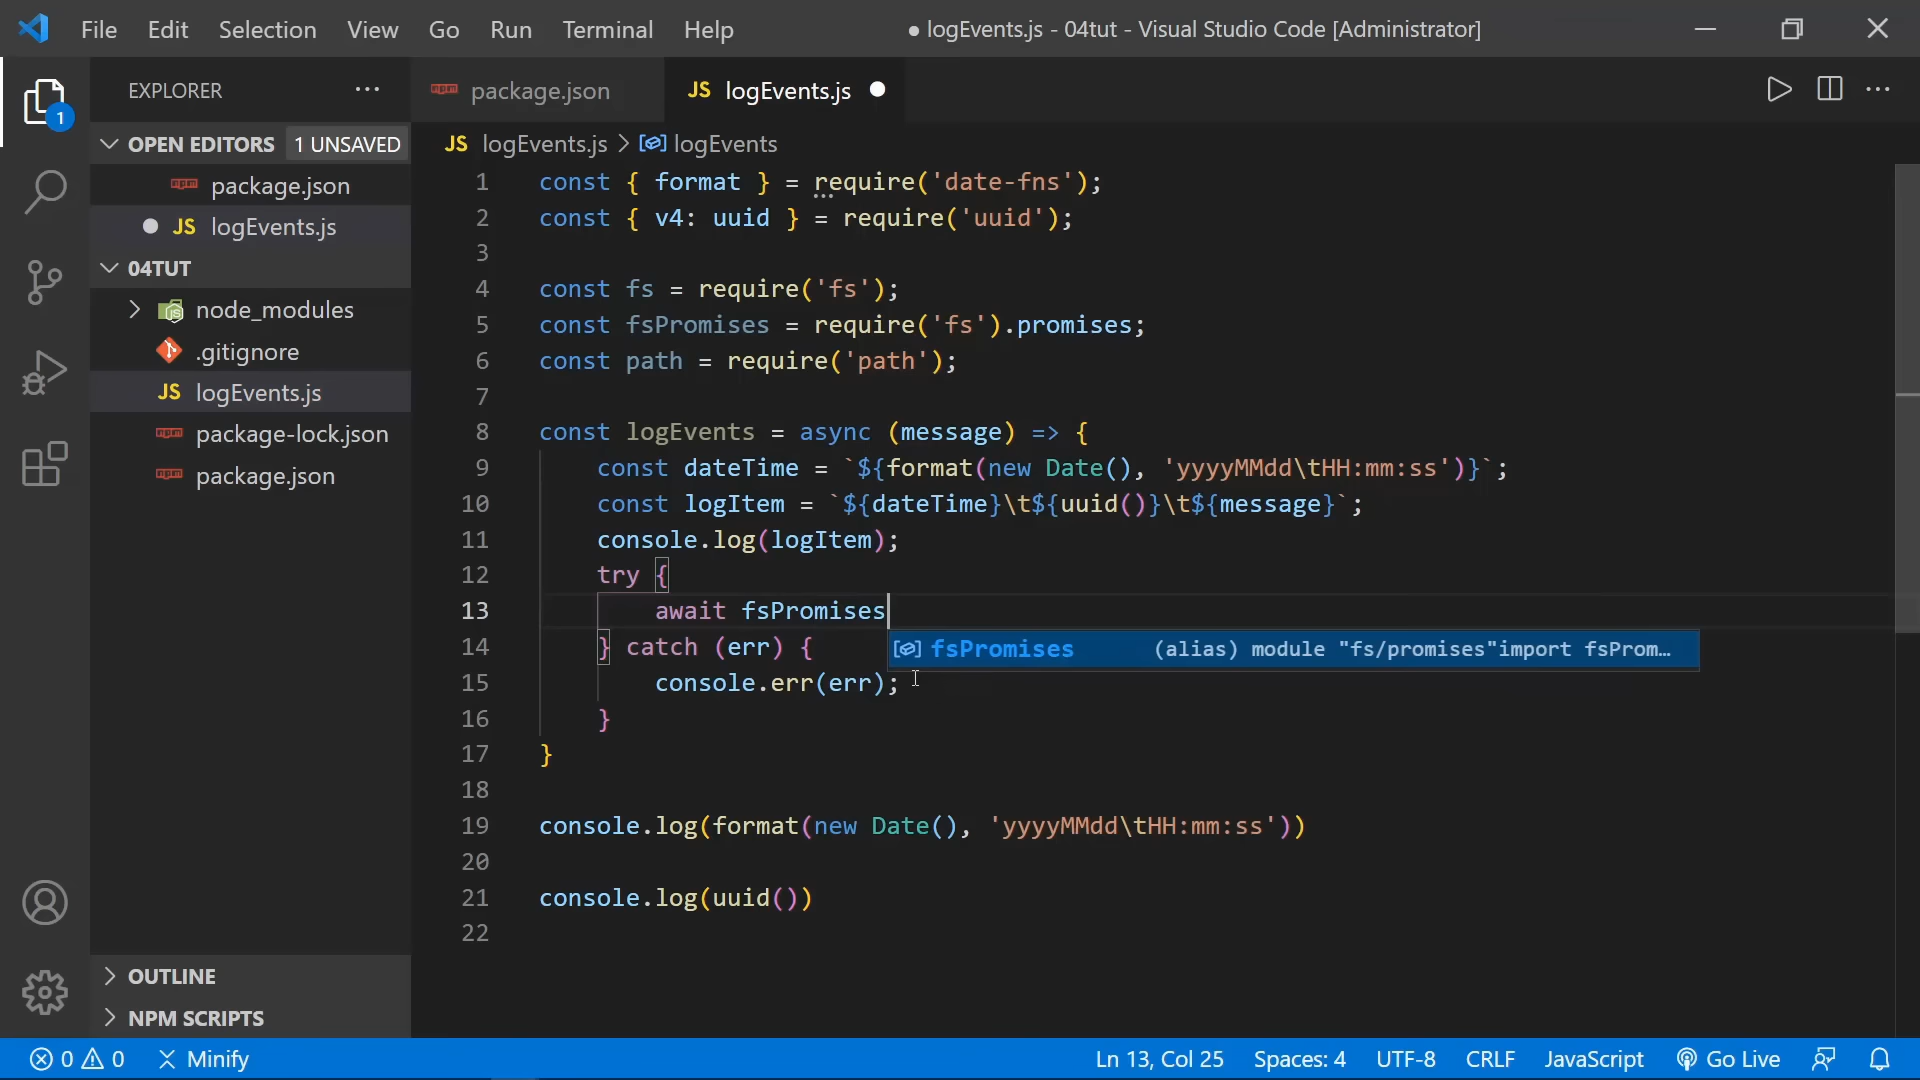 File Edit Selection View Go Run Terminal Help
● logEvents.js - 04tut - Visual Studio Code [Administrator]
EXPLORER
package.json
JS logEvents.js
1
OPEN EDITORS 1 UNSAVED
package.json
JS logEvents.js
04TUT
node_modules
.gitignore
JS logEvents.js
package-lock.json
package.json
OUTLINE
NPM SCRIPTS
JS logEvents.js > logEvents
1 const { format } = require('date-fns');
2 const { v4: uuid } = require('uuid');
3
4 const fs = require('fs');
5 const fsPromises = require('fs').promises;
6 const path = require('path');
7
8 const logEvents = async (message) => {
9 const dateTime = `${format(new Date(), 'yyyyMMdd\tHH:mm:ss')}`;
10 const logItem = `${dateTime}\t${uuid()}\t${message}`;
11 console.log(logItem);
12 try {
13 await fsPromises
14 } catch (err) {
fsPromises (alias) module "fs/promises"import fsProm…
15 console.err(err);
16 }
17 }
18
19 console.log(format(new Date(), 'yyyyMMdd\tHH:mm:ss'))
20
21 console.log(uuid())
22
0 0 Minify
Ln 13, Col 25 Spaces: 4 UTF-8 CRLF JavaScript Go Live